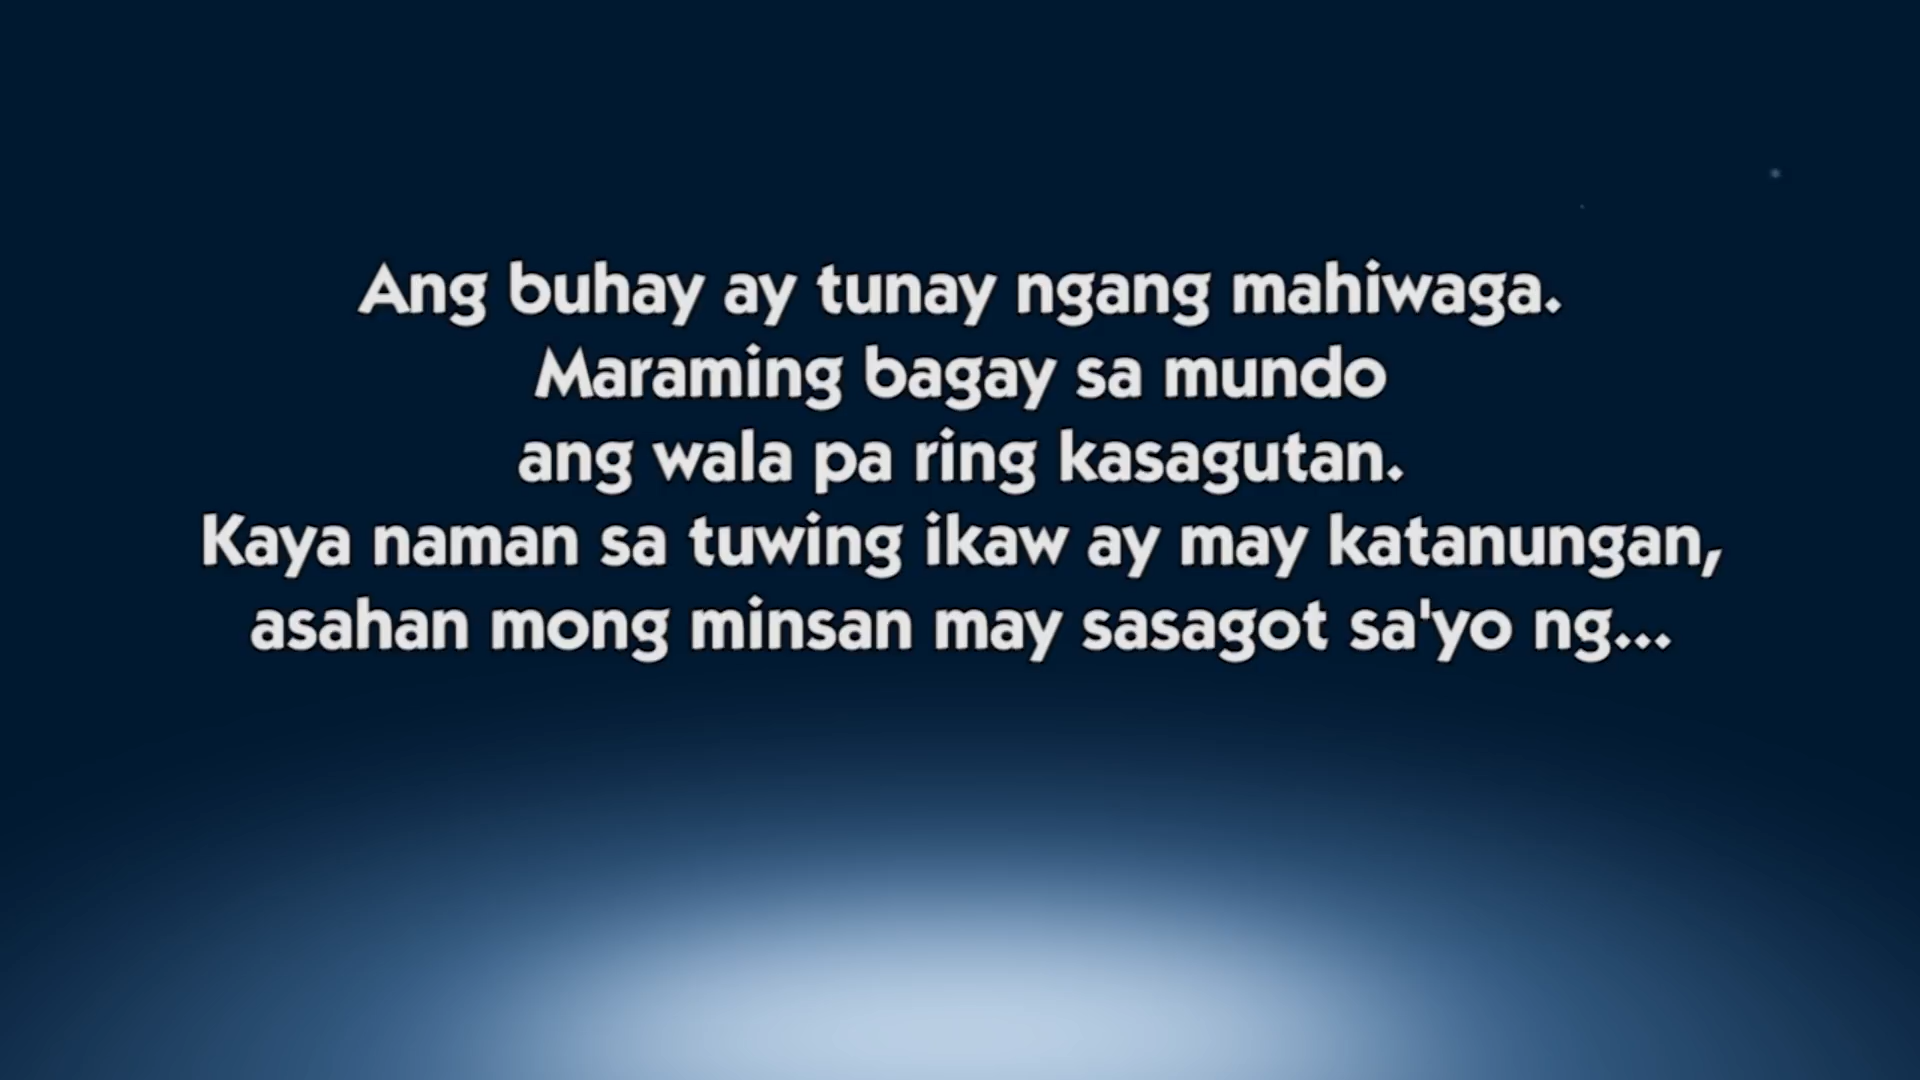 Ang buhay ay tunay ngang mahiwaga.
Maraming bagay sa mundo
ang wala pa ring kasagutan.
Kaya naman sa tuwing ikaw ay may katanungan,
asahan mong minsan may sasagot sa'yo ng...